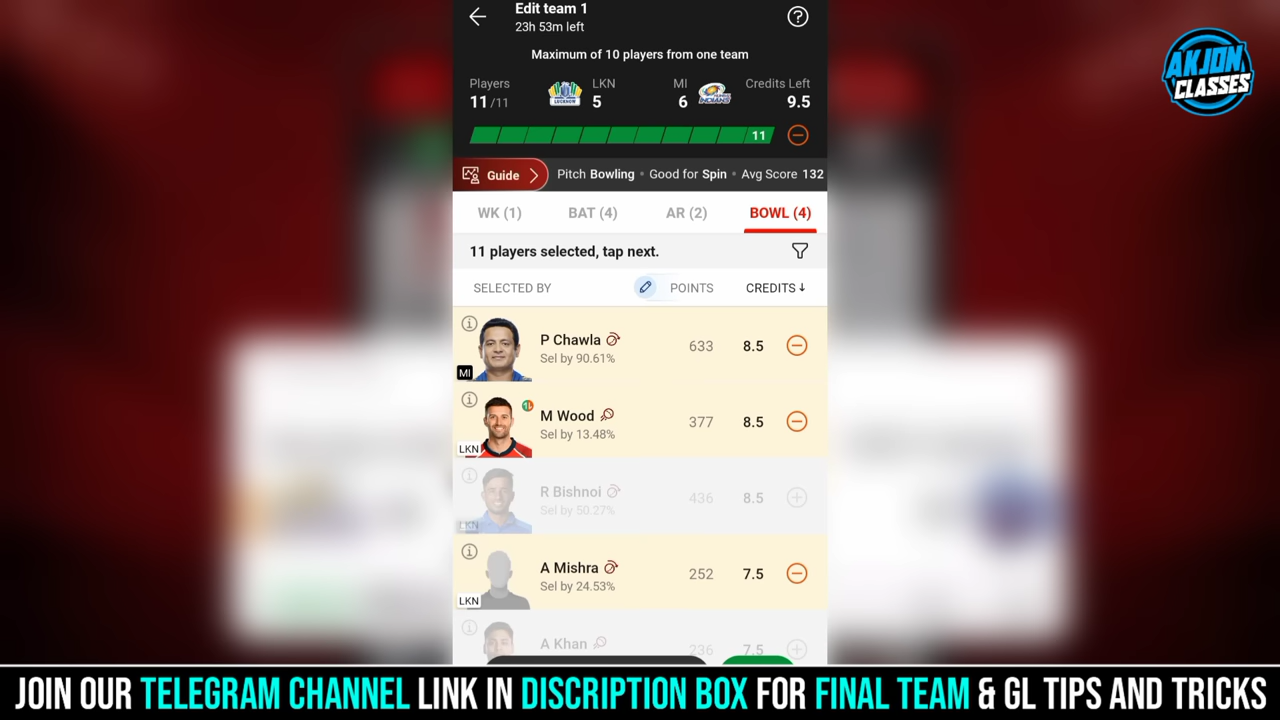 Edit team 1
23h 53m left
AKJON
CLASSES
Maximum of 10 players from one team
Players
11 /11
LUCKNOW
LKN
5
MI
6
MUMBAI
INDIANS
Credits Left
9.5
11
Guide
Pitch Bowling • Good for Spin • Avg Score 132
WK (1)
BAT (4)
AR (2)
BOWL (4)
11 players selected, tap next.
SELECTED BY
POINTS
CREDITS↓
P Chawla
Sel by 90.61%
633
8.5
MI
M Wood
Sel by 13.48%
377
8.5
LKN
R Bishnoi
Sel by 50.27%
436
8.5
LKN
A Mishra
Sel by 24.53%
252
7.5
LKN
A Khan
236
7.5
JOIN OUR TELEGRAM CHANNEL LINK IN DISCRIPTION BOX FOR FINAL TEAM & GL TIPS AND TRICKS